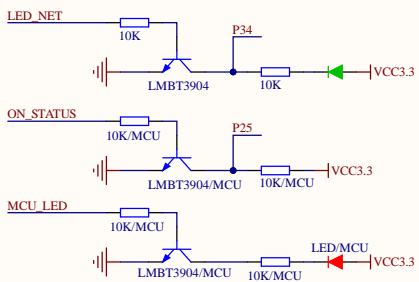 LED_NET
10K
P34
LMBT3904
10K
VCC3.3
ON_STATUS
10K/MCU
P25
LMBT3904/MCU
10K/MCU
VCC3.3
MCU_LED
10K/MCU
LED/MCU
LMBT3904/MCU
10K/MCU
VCC3.3